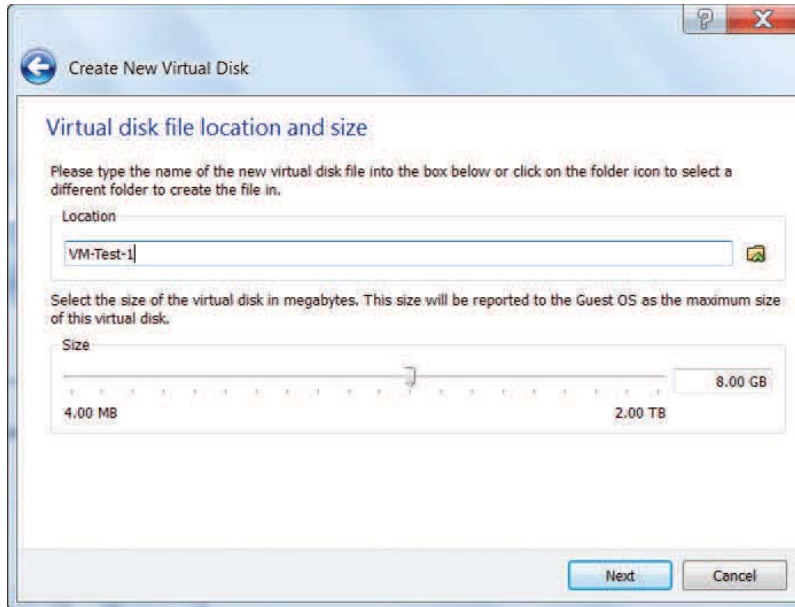 Create New Virtual Disk
Virtual disk file location and size
Please type the name of the new virtual disk file into the box below or click on the folder icon to select a
different folder to create the file in.
Location
VM-Test-1
Select the size of the virtual disk in megabytes. This size will be reported to the Guest OS as the maximum size
of this virtual disk.
Size
8.00 GB
4.00 MB 2.00 TB
Next Cancel